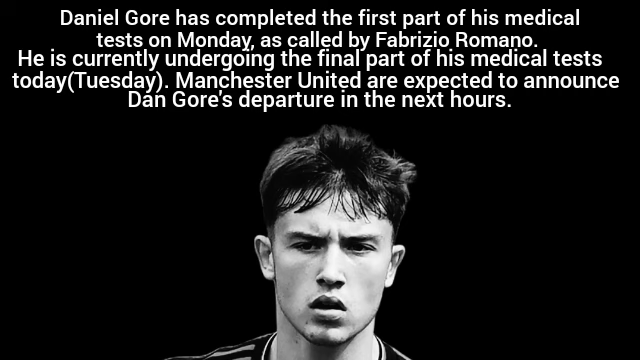 Daniel Gore has completed the first part of his medical
tests on Monday, as called by Fabrizio Romano.
He is currently undergoing the final part of his medical tests
today(Tuesday). Manchester United are expected to announce
Dan Gore's departure in the next hours.